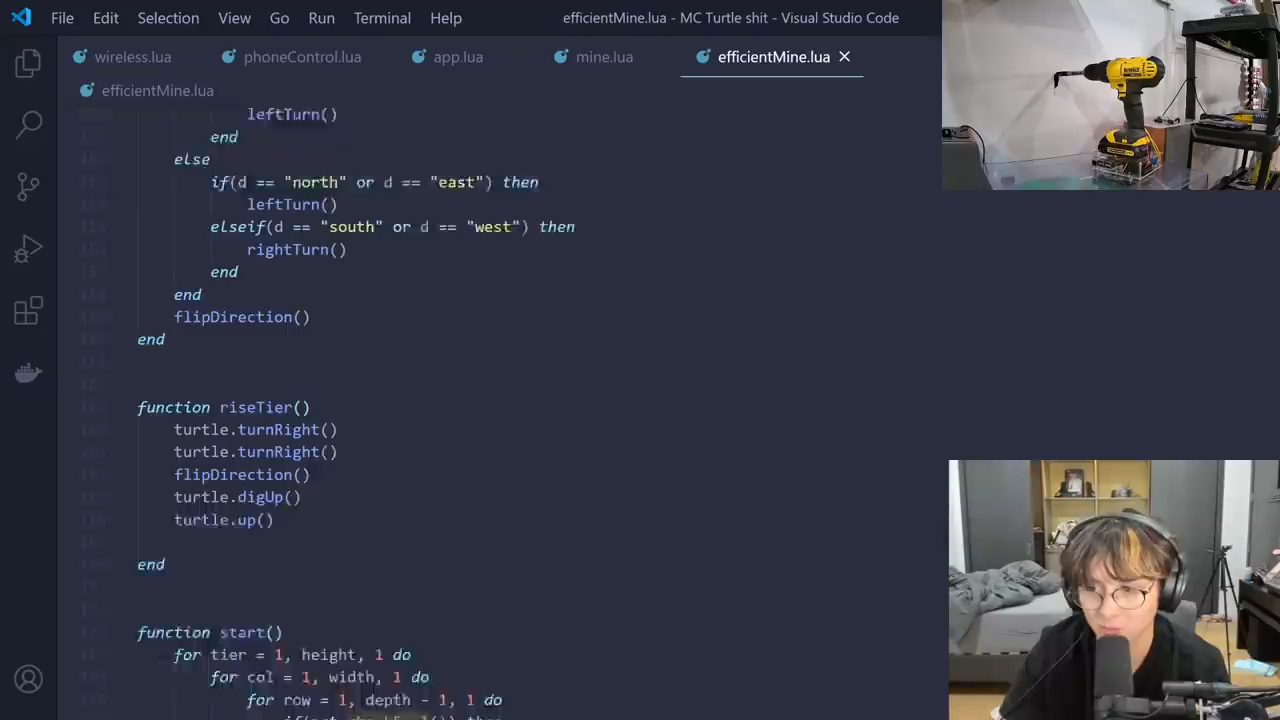 File Edit Selection View Go Run Terminal Help efficientMine.lua - MC Turtle shit - Visual Studio Code
wireless.lua phoneControl.lua app.lua mine.lua efficientMine.lua
efficientMine.lua
leftTurn()
end
else
if(d == "north" or d == "east") then
leftTurn()
elseif(d == "south" or d == "west") then
rightTurn()
end
end
flipDirection()
end
function riseTier()
turtle.turnRight()
turtle.turnRight()
flipDirection()
turtle.digUp()
turtle.up()
end
function start()
for tier = 1, height, 1 do
for col = 1, width, 1 do
for row = 1, depth - 1, 1 do
DEWALT